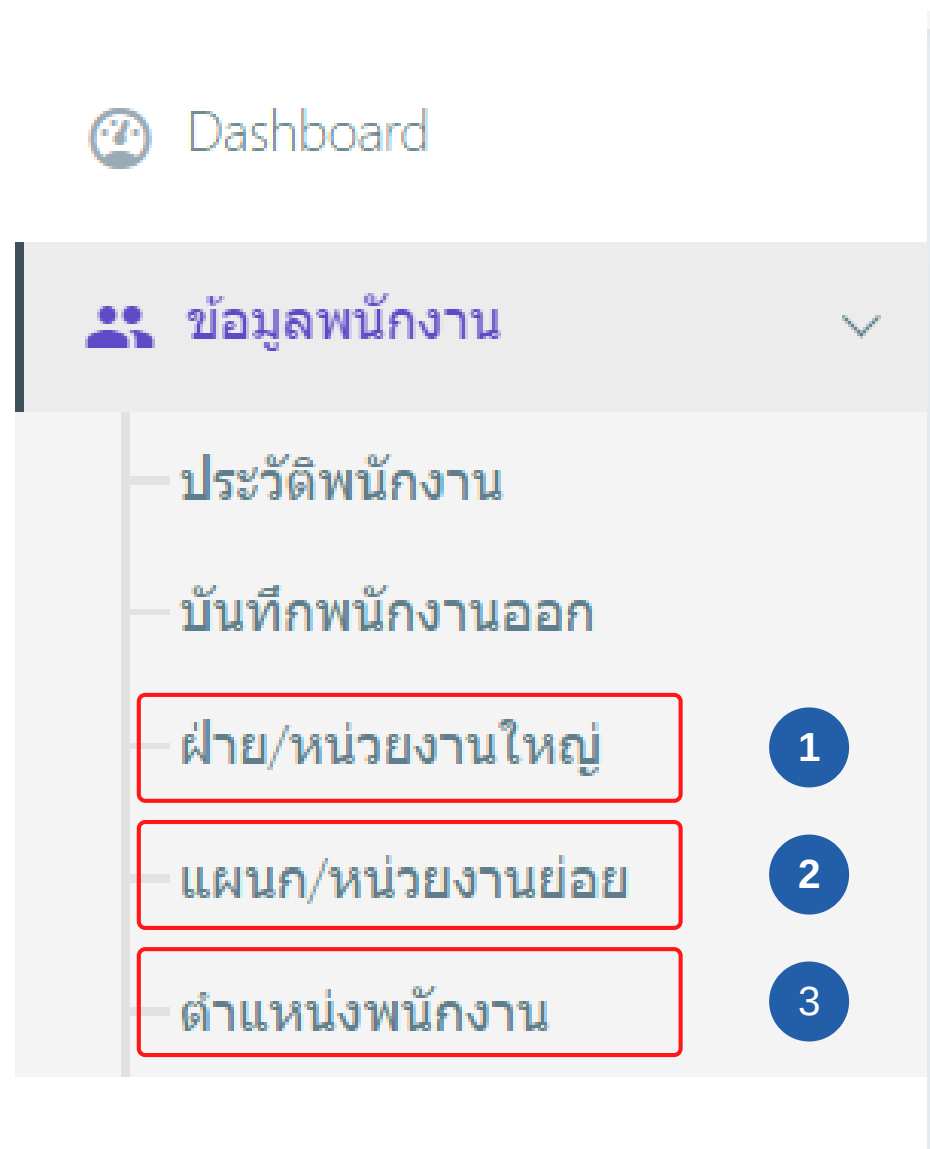 Dashboard
ข้อมูลพนักงาน
ประวัติพนักงาน
บันทึกพนักงานออก
ฝ่าย/หน่วยงานใหญ่ 1
แผนก/หน่วยงานย่อย 2
ตำแหน่งพนักงาน 3